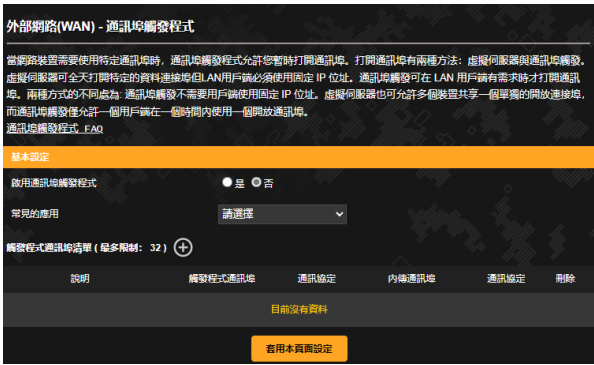 外部網路(WAN) - 通訊埠觸發程式
當網路裝置需要使用特定通訊埠時，通訊埠觸發程式允許您暫時打開通訊埠。打開通訊埠有兩種方法：虛擬伺服器與通訊埠觸發。
虛擬伺服器可全天打開特定的資料連接埠但LAN用戶端必須使用固定 IP 位址。通訊埠觸發可在 LAN 用戶端有需求時才打開通訊
埠。兩種方式的不同處為: 通訊埠觸發不需要用戶端使用固定 IP 位址。虛擬伺服器也可允許多個裝置共享一個單獨的開放連接埠，
而通訊埠觸發僅允許一個用戶端在一個時間內使用一個開放通訊埠。
通訊埠觸發程式 FAQ
基本設定
啟用通訊埠觸發程式 是 否
常見的應用 請選擇
觸發程式通訊埠清單 ( 最多限制: 32 )
說明 觸發程式通訊埠 通訊協定 內傳通訊埠 通訊協定 刪除
目前沒有資料
套用本頁面設定